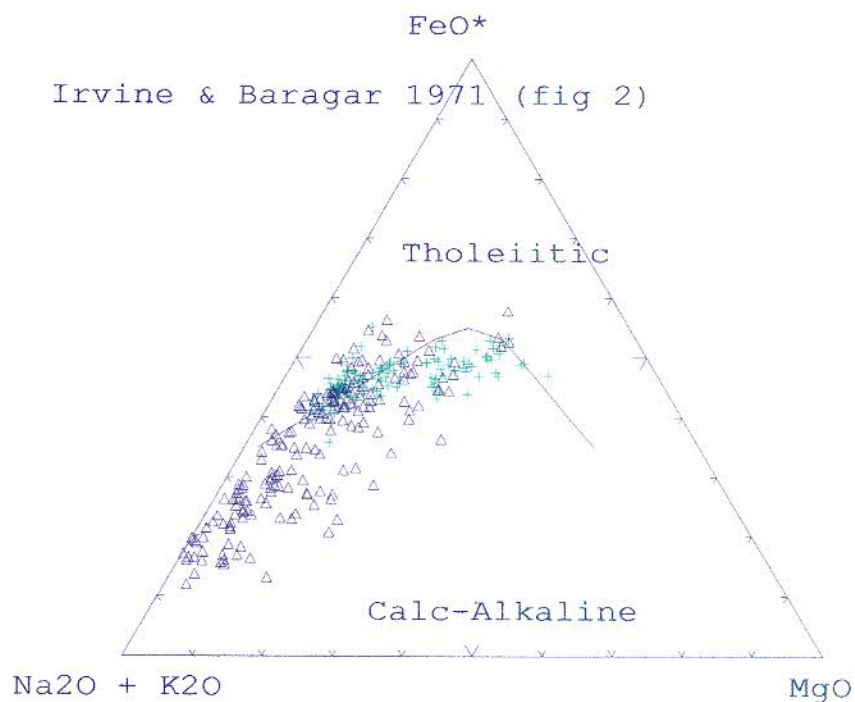 FeO*
Irvine & Baragar 1971 (fig 2)
Tholeiitic
Calc-Alkaline
Na2O + K2O
MgO